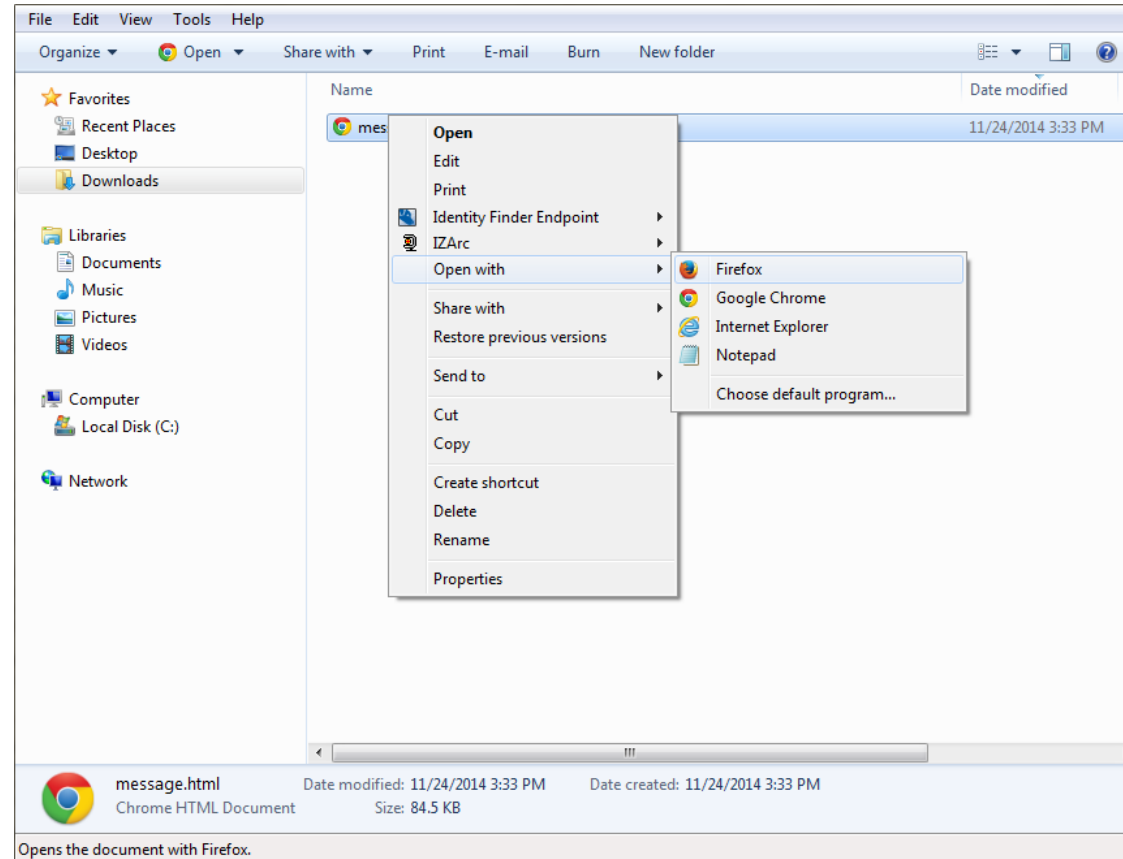 File Edit View Tools Help
Organize Open Share with Print E-mail Burn New folder
Name Date modified
Favorites
Recent Places
Desktop
Downloads
Libraries
Documents
Music
Pictures
Videos
Computer
Local Disk (C:)
Network
mes 11/24/2014 3:33 PM
Open
Edit
Print
Identity Finder Endpoint
IZArc
Open with
Share with
Restore previous versions
Send to
Cut
Copy
Create shortcut
Delete
Rename
Properties
Firefox
Google Chrome
Internet Explorer
Notepad
Choose default program...
message.html Date modified: 11/24/2014 3:33 PM Date created: 11/24/2014 3:33 PM
Chrome HTML Document Size: 84.5 KB
Opens the document with Firefox.